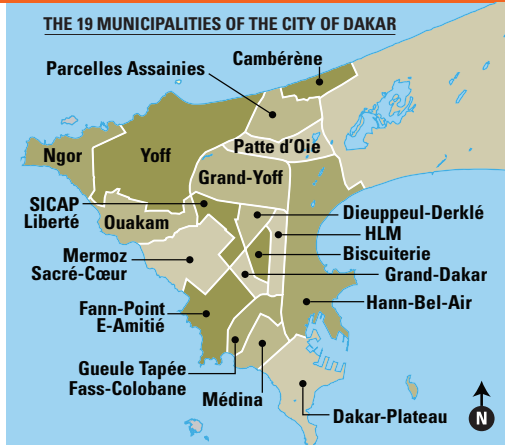 THE 19 MUNICIPALITIES OF THE CITY OF DAKAR
Cambérène
Parcelles Assainies
Patte d'Oie
Ngor
Yoff
Grand-Yoff
SICAP
Liberté
Ouakam
Dieuppeul-Derklé
HLM
Mermoz
Sacré-Cœur
Biscuiterie
Grand-Dakar
Fann-Point
E-Amitié
Hann-Bel-Air
Gueule Tapée
Fass-Colobane
Médina
Dakar-Plateau
N